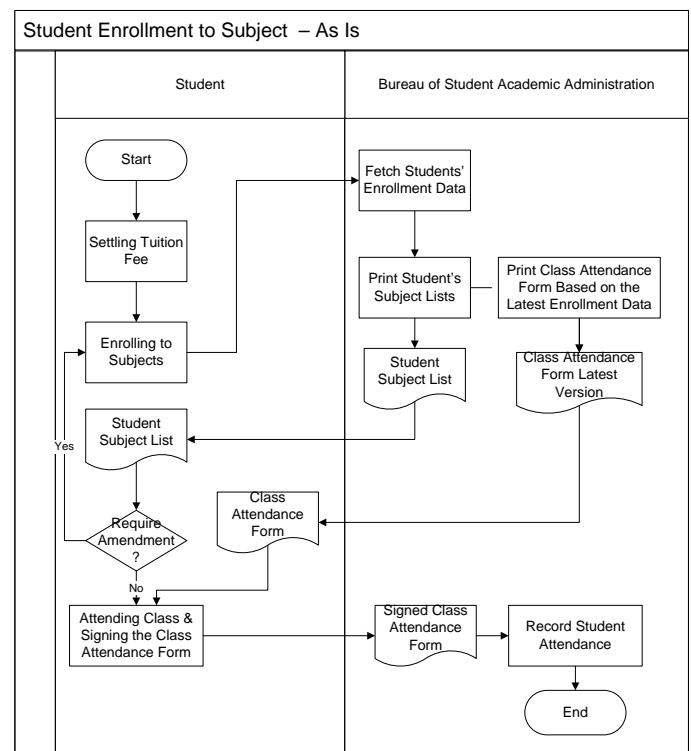 Student Enrollment to Subject – As Is
Student
Bureau of Student Academic Administration
Start
Fetch Students'
Enrollment Data
Settling Tuition
Fee
Print Student's
Subject Lists
Print Class Attendance
Form Based on the
Latest Enrollment Data
Enrolling to
Subjects
Student
Subject List
Class Attendance
Form Latest
Version
Student
Subject List
Yes
Class
Attendance
Form
Require
Amendment
?
No
Attending Class &
Signing the Class
Attendance Form
Signed Class
Attendance
Form
Record Student
Attendance
End